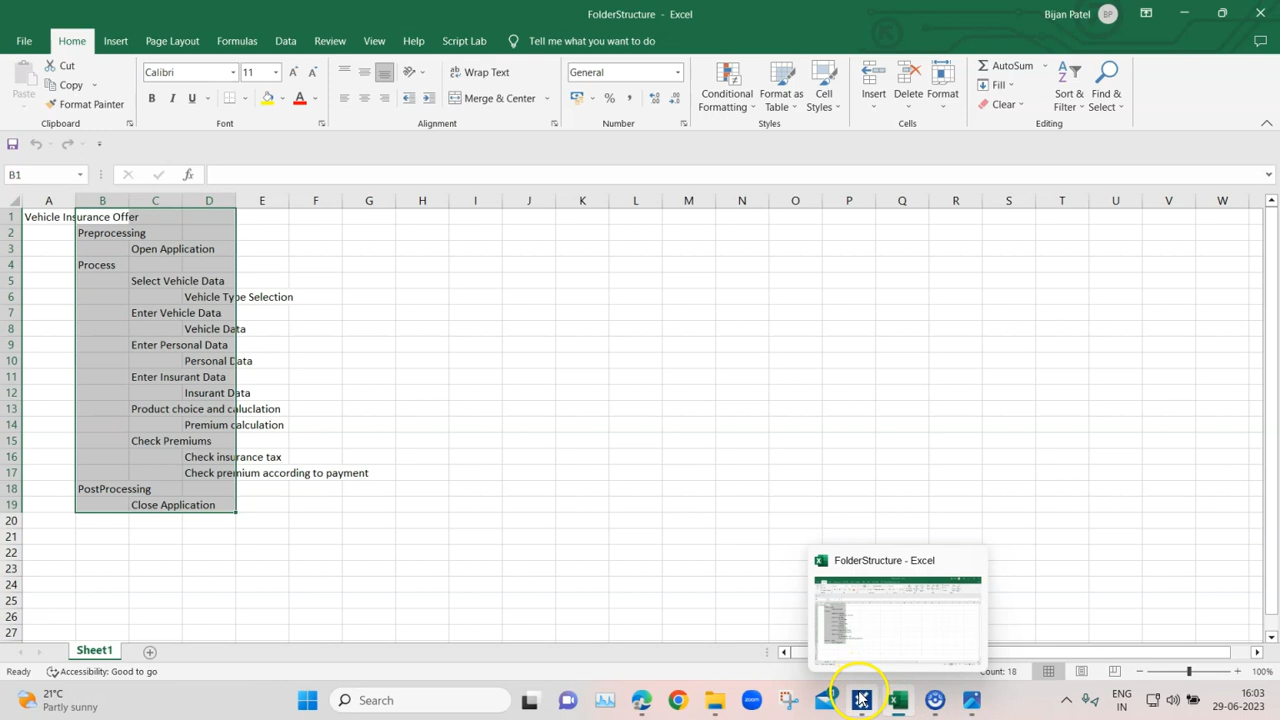 FolderStructure - Excel
Bijan Patel
BP
File Home Insert Page Layout Formulas Data Review View Help Script Lab Tell me what you want to do
Paste
Cut
Copy
Format Painter
Clipboard
Calibri 11
B I U
Font
Wrap Text
Merge & Center
Alignment
General
Number
Conditional Formatting
Format as Table
Cell Styles
Styles
Insert Delete Format
Cells
AutoSum
Fill
Clear
Sort & Filter
Find & Select
Editing
B1
fx
A B C D E F G H I J K L M N O P Q R S T U V W
1 Vehicle Insurance Offer
2 Preprocessing
3 Open Application
4 Process
5 Select Vehicle Data
6 Vehicle Type Selection
7 Enter Vehicle Data
8 Vehicle Data
9 Enter Personal Data
10 Personal Data
11 Enter Insurant Data
12 Insurant Data
13 Product choice and caluclation
14 Premium calculation
15 Check Premiums
16 Check insurance tax
17 Check premium according to payment
18 PostProcessing
19 Close Application
20
21
22
23
24
25
26
27
FolderStructure - Excel
Sheet1
Ready Accessibility: Good to go Count: 18 100%
21°C
Partly sunny
Search
zoom
ENG
IN
16:03
29-06-2023